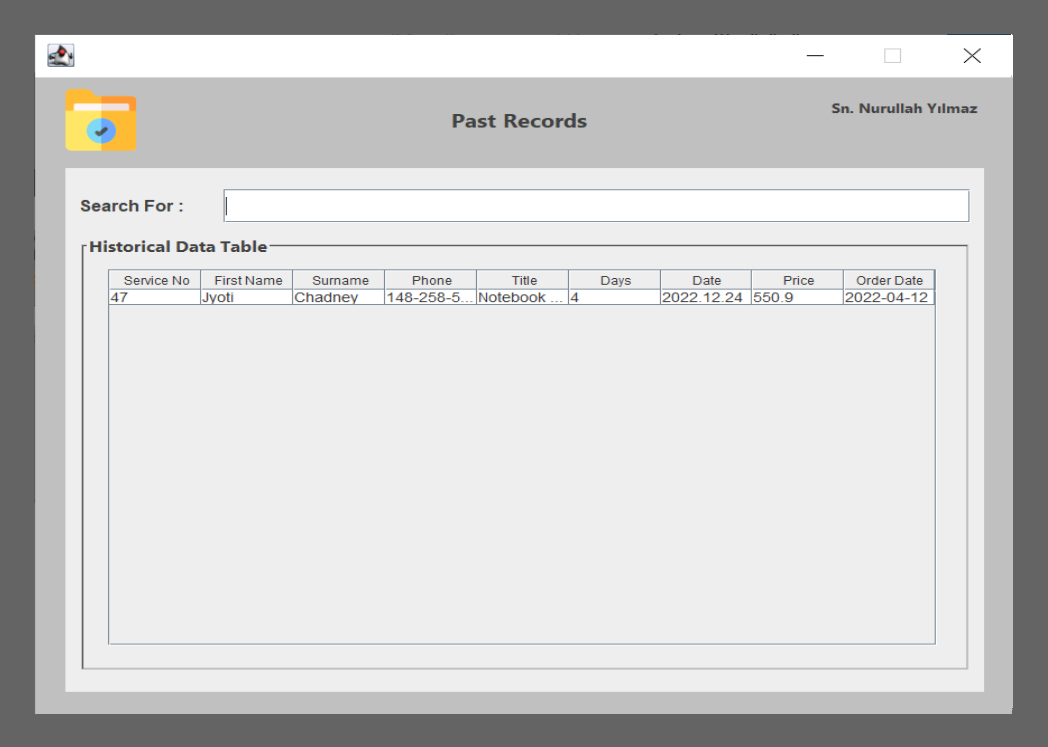 Past Records
Sn. Nurullah Yılmaz
Search For :
Historical Data Table
Service No First Name Surname Phone Title Days Date Price Order Date
47 Jyoti Chadney 148-258-5... Notebook ... 4 2022.12.24 550.9 2022-04-12